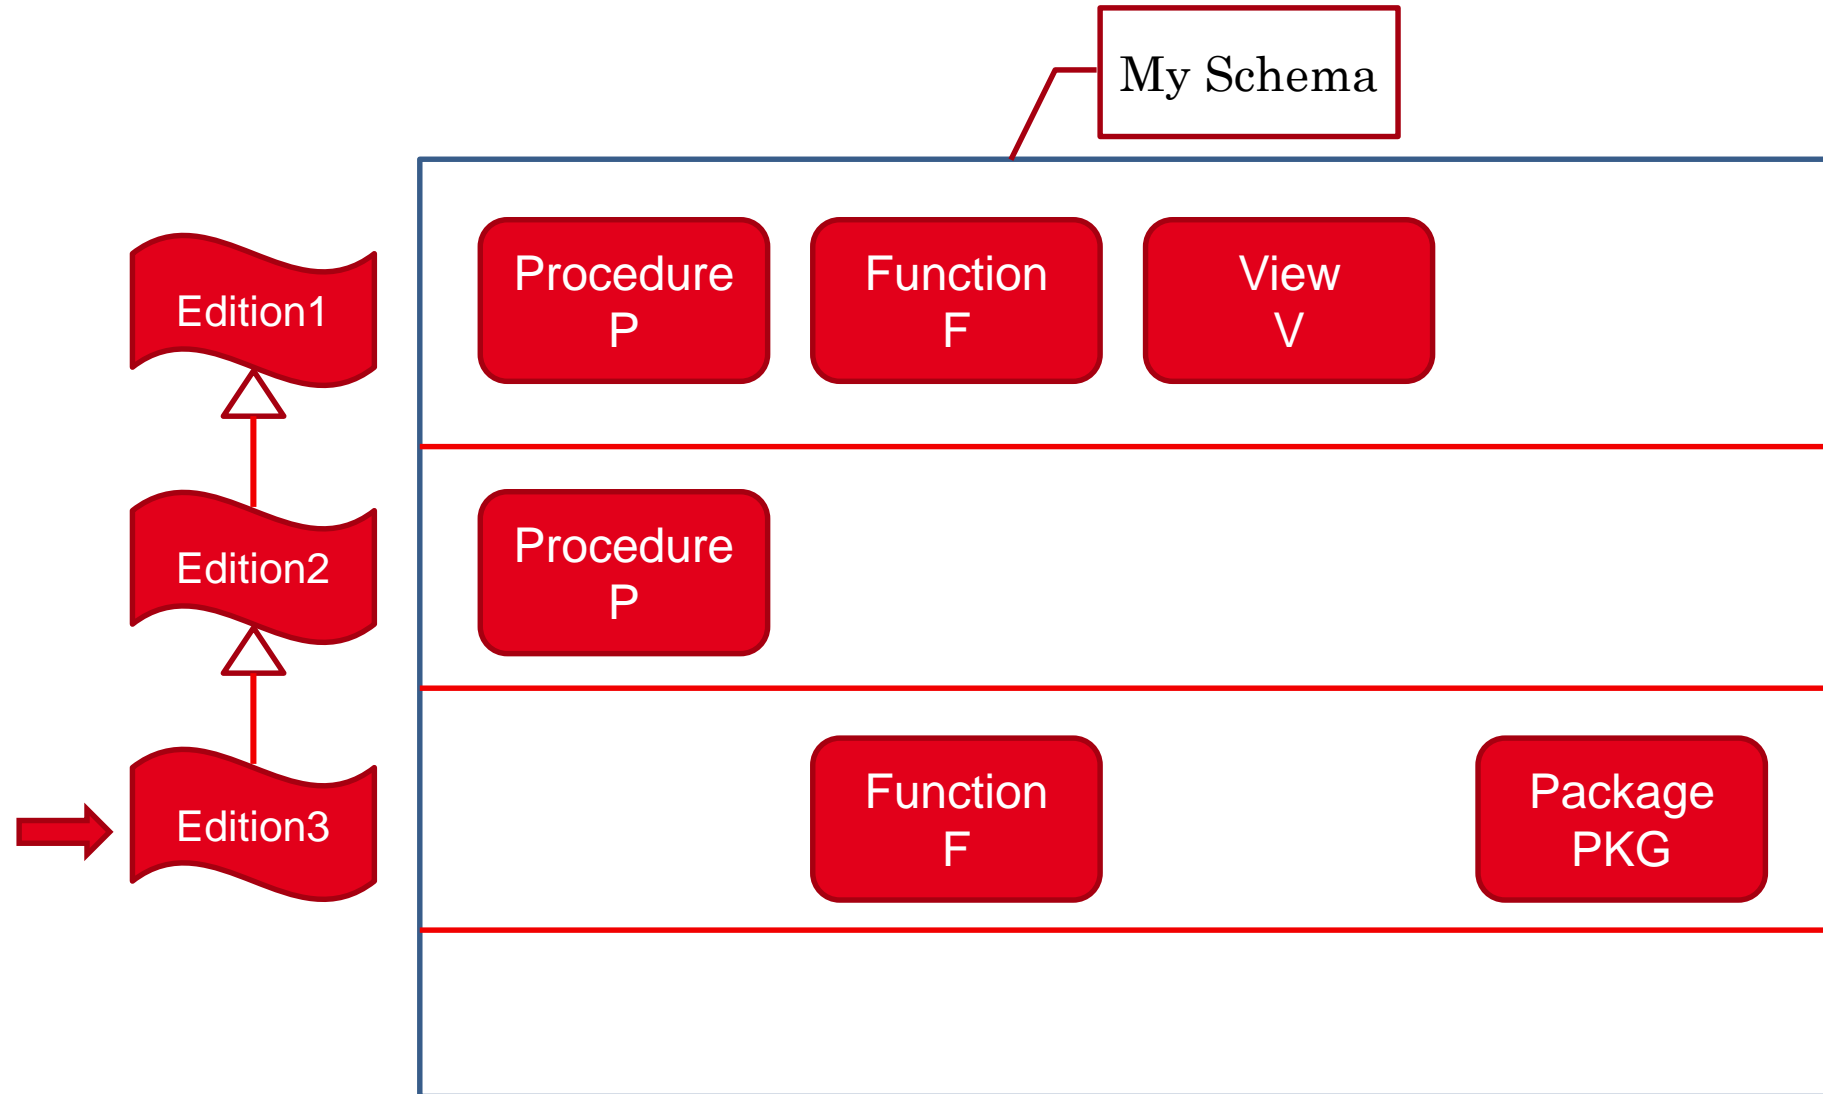 My Schema
Edition1
Procedure
P
Function
F
View
V
Edition2
Procedure
P
Edition3
Function
F
Package
PKG